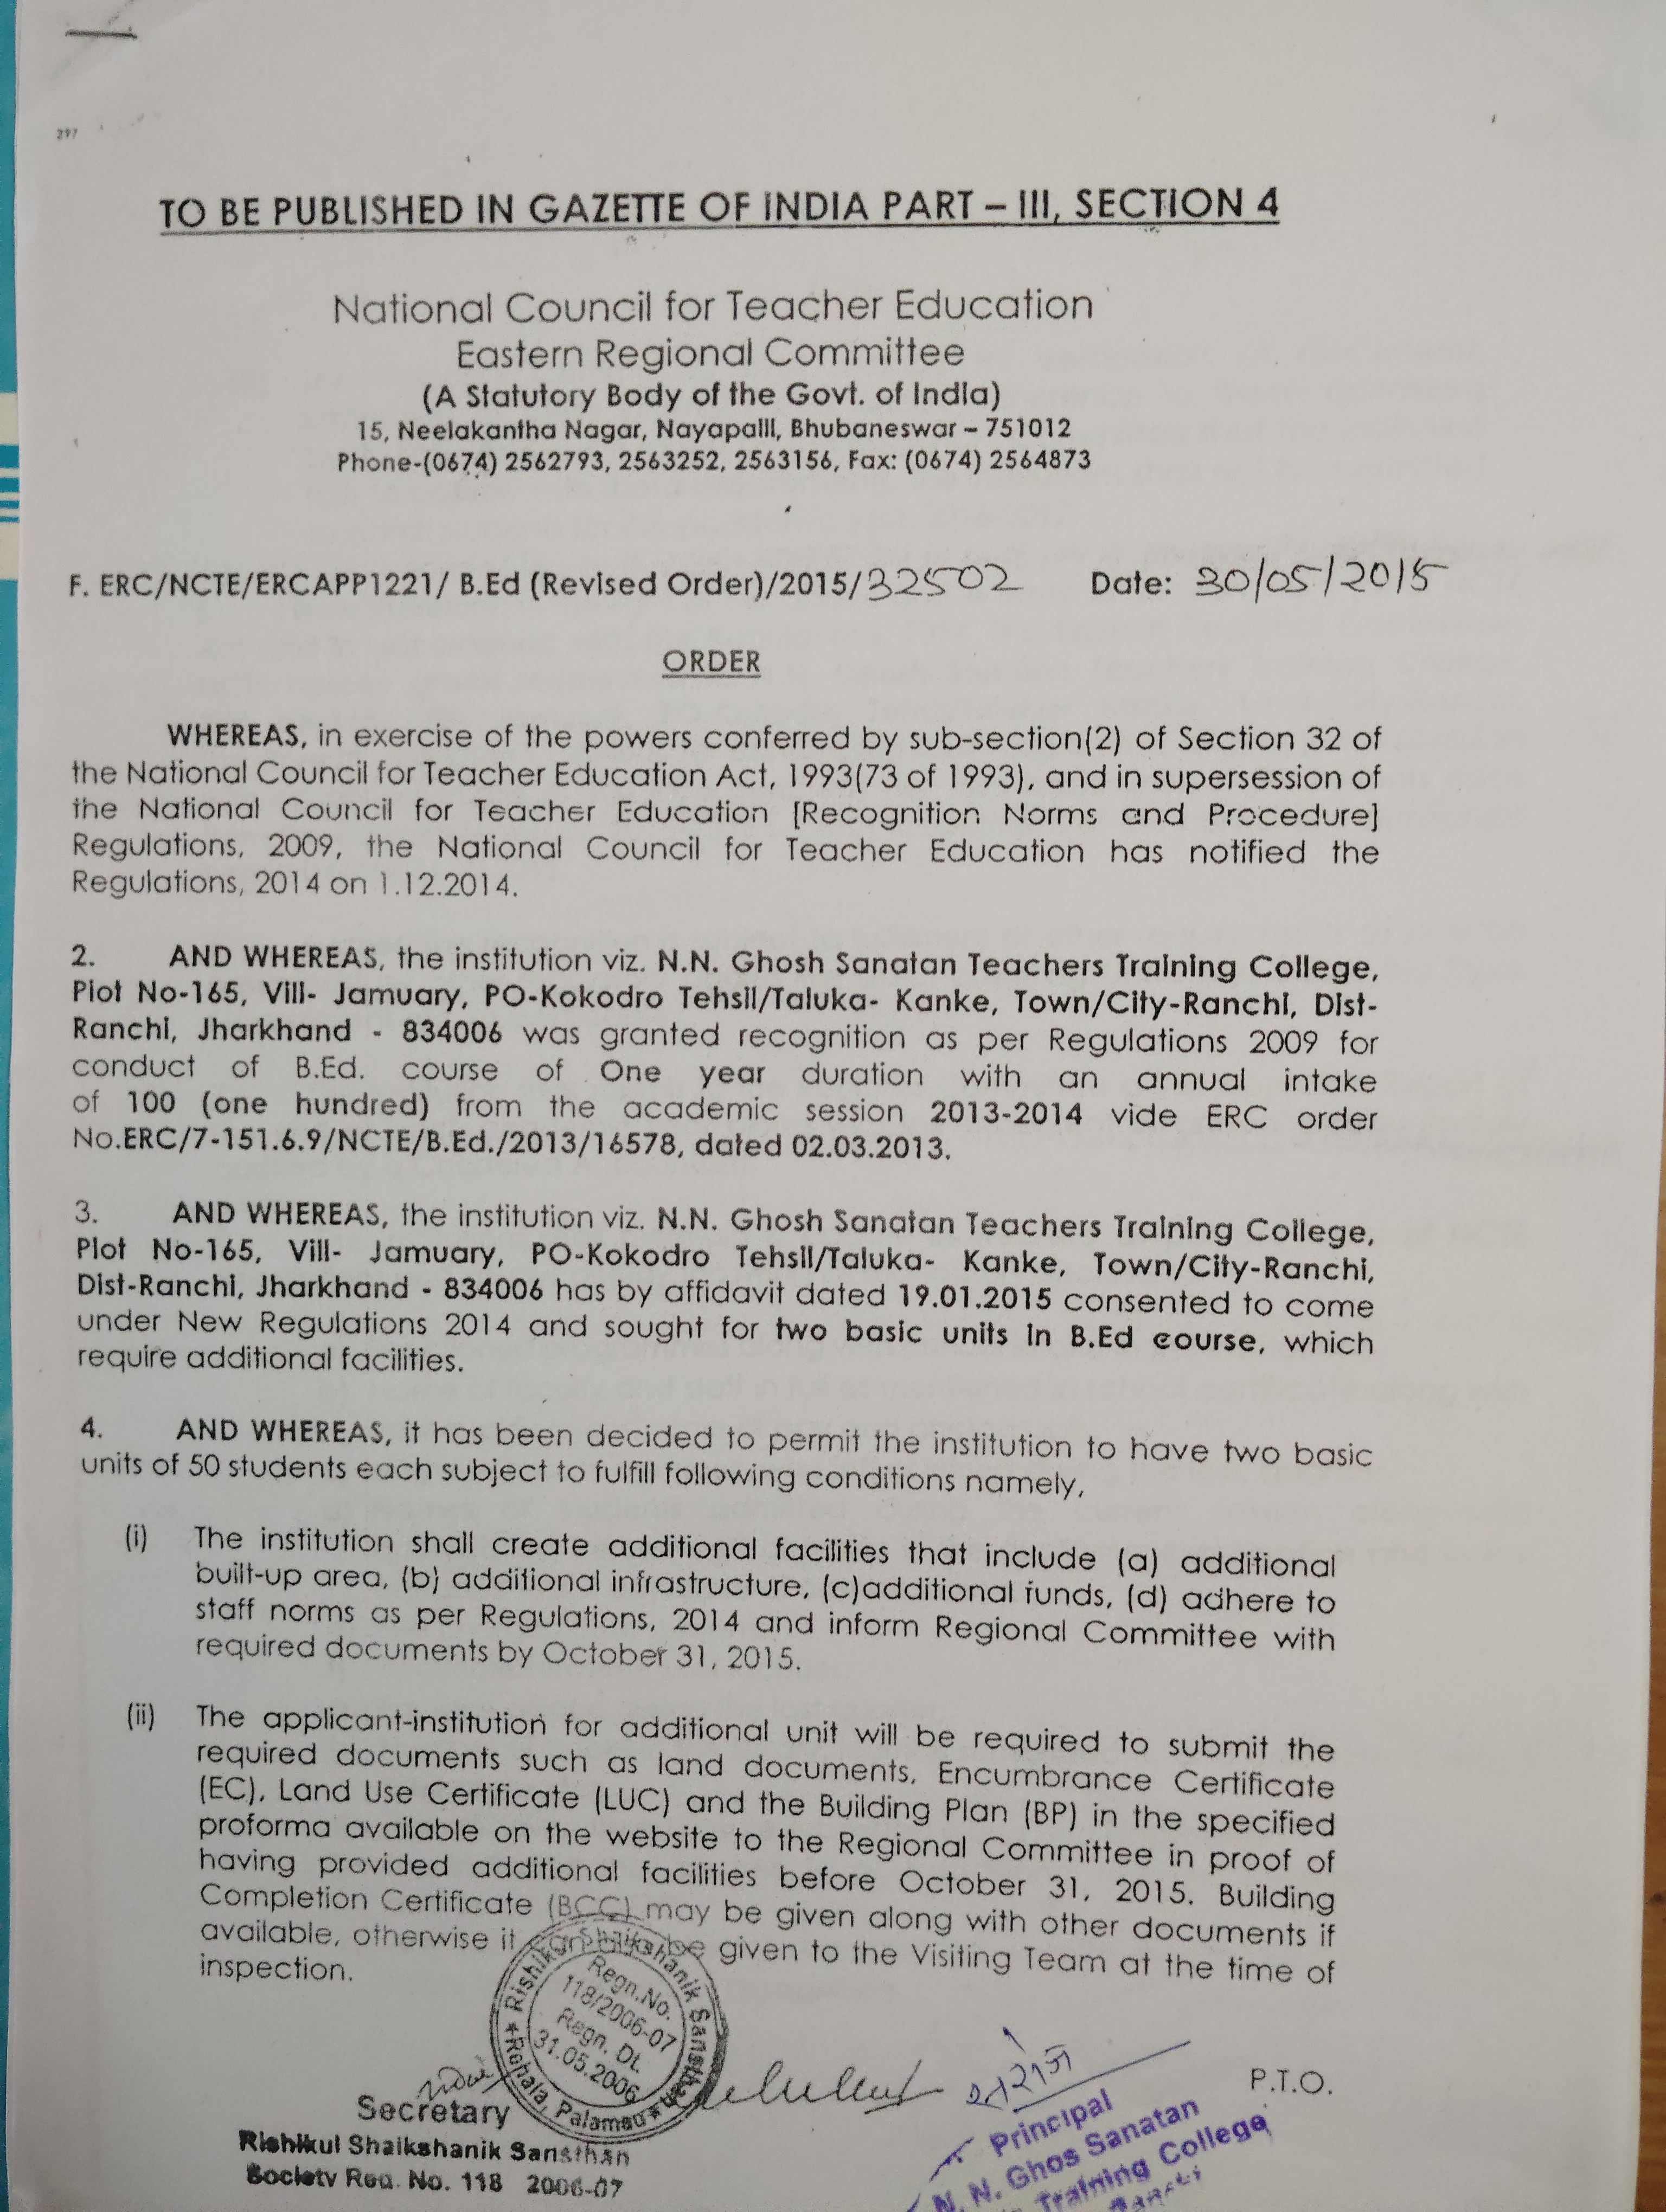 297
TO BE PUBLISHED IN GAZETTE OF INDIA PART – III, SECTION 4
National Council for Teacher Education
Eastern Regional Committee
(A Statutory Body of the Govt. of India)
15, Neelakantha Nagar, Nayapalli, Bhubaneswar – 751012
Phone-(0674) 2562793, 2563252, 2563156, Fax: (0674) 2564873
F. ERC/NCTE/ERCAPP1221/ B.Ed (Revised Order)/2015/32502 Date: 30/05/2015
ORDER
WHEREAS, in exercise of the powers conferred by sub-section(2) of Section 32 of
the National Council for Teacher Education Act, 1993(73 of 1993), and in supersession of
the National Council for Teacher Education [Recognition Norms and Procedure]
Regulations, 2009, the National Council for Teacher Education has notified the
Regulations, 2014 on 1.12.2014.
2. AND WHEREAS, the institution viz. N.N. Ghosh Sanatan Teachers Training College,
Plot No-165, Vill- Jamuary, PO-Kokodro Tehsil/Taluka- Kanke, Town/City-Ranchi, Dist-
Ranchi, Jharkhand - 834006 was granted recognition as per Regulations 2009 for
conduct of B.Ed. course of One year duration with an annual intake
of 100 (one hundred) from the academic session 2013-2014 vide ERC order
No.ERC/7-151.6.9/NCTE/B.Ed./2013/16578, dated 02.03.2013.
3. AND WHEREAS, the institution viz. N.N. Ghosh Sanatan Teachers Training College,
Plot No-165, Vill- Jamuary, PO-Kokodro Tehsil/Taluka- Kanke, Town/City-Ranchi,
Dist-Ranchi, Jharkhand - 834006 has by affidavit dated 19.01.2015 consented to come
under New Regulations 2014 and sought for two basic units in B.Ed course, which
require additional facilities.
4. AND WHEREAS, it has been decided to permit the institution to have two basic
units of 50 students each subject to fulfill following conditions namely,
(i) The institution shall create additional facilities that include (a) additional
built-up area, (b) additional infrastructure, (c)additional funds, (d) adhere to
staff norms as per Regulations, 2014 and inform Regional Committee with
required documents by October 31, 2015.
(ii) The applicant-institution for additional unit will be required to submit the
required documents such as land documents, Encumbrance Certificate
(EC), Land Use Certificate (LUC) and the Building Plan (BP) in the specified
proforma available on the website to the Regional Committee in proof of
having provided additional facilities before October 31, 2015. Building
Completion Certificate (BCC) may be given along with other documents if
available, otherwise it can also be given to the Visiting Team at the time of
inspection.
Shaikshanik Sansthan
Regn.No.
118/2006-07
Regn. Dt.
31.05.2006
Rehala, Palamau
P.T.O.
Secretary
Rishikul Shaikshanik Sansthan
Society Reg. No. 118 2006-07
सरोज
Principal
N. N. Ghos Sanatan
Training College